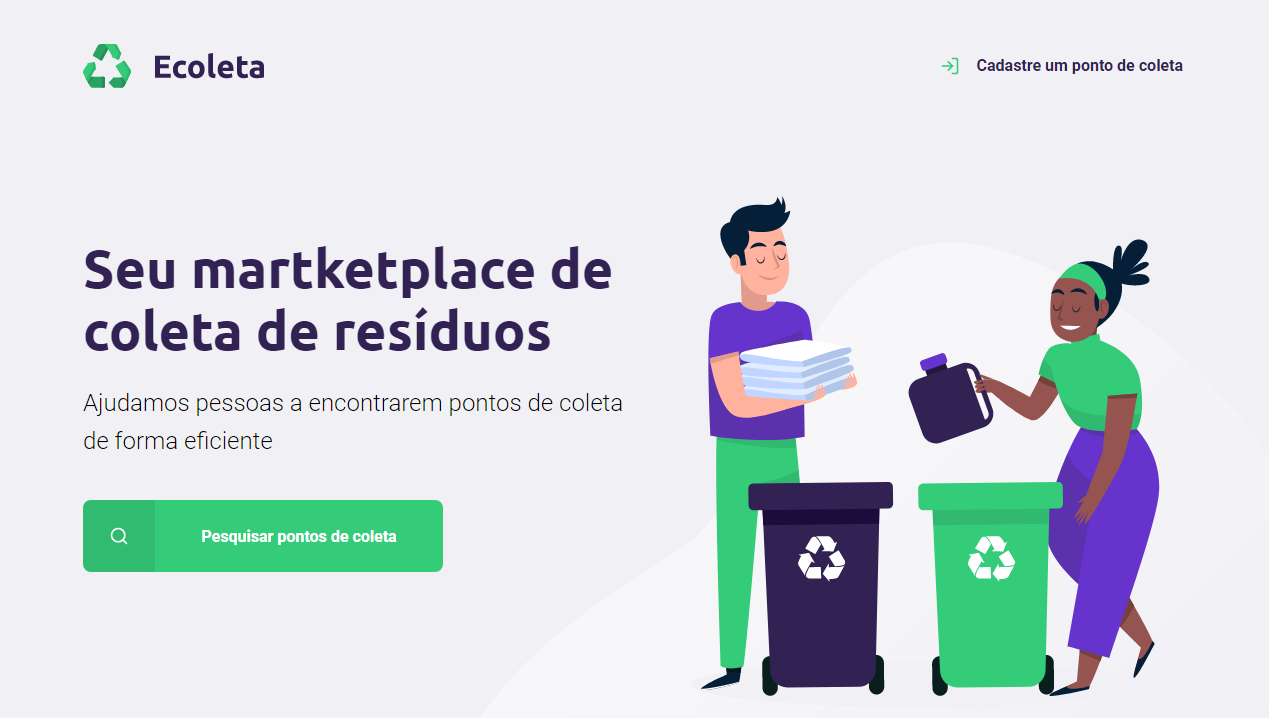 Ecoleta
Cadastre um ponto de coleta
Seu martketplace de
coleta de resíduos
Ajudamos pessoas a encontrarem pontos de coleta
de forma eficiente
Pesquisar pontos de coleta